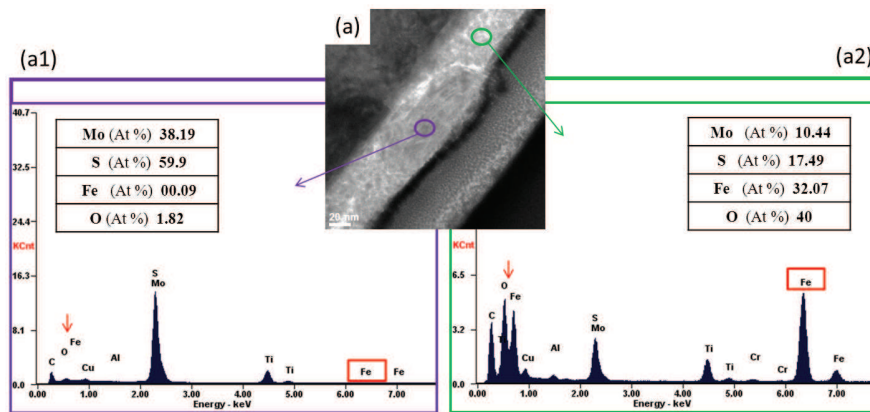 (a)
(a1)
(a2)
20 nm
40.7
32.5
24.4
KCnt
16.3
8.1
0.0
Mo (At %) 38.19
S (At %) 59.9
Fe (At %) 00.09
O (At %) 1.82
S
Mo
Fe
O
C
Cu
Al
Ti
Ti
Fe
Fe
0.00 1.00 2.00 3.00 4.00 5.00 6.00 7.00
Energy - keV
Mo (At %) 10.44
S (At %) 17.49
Fe (At %) 32.07
O (At %) 40
KCnt
6.5
3.2
0.0
O
Fe
C
Cu
Al
S
Mo
Ti
Ti
Cr
Cr
Fe
Fe
0.00 1.00 2.00 3.00 4.00 5.00 6.00 7.00
Energy - keV